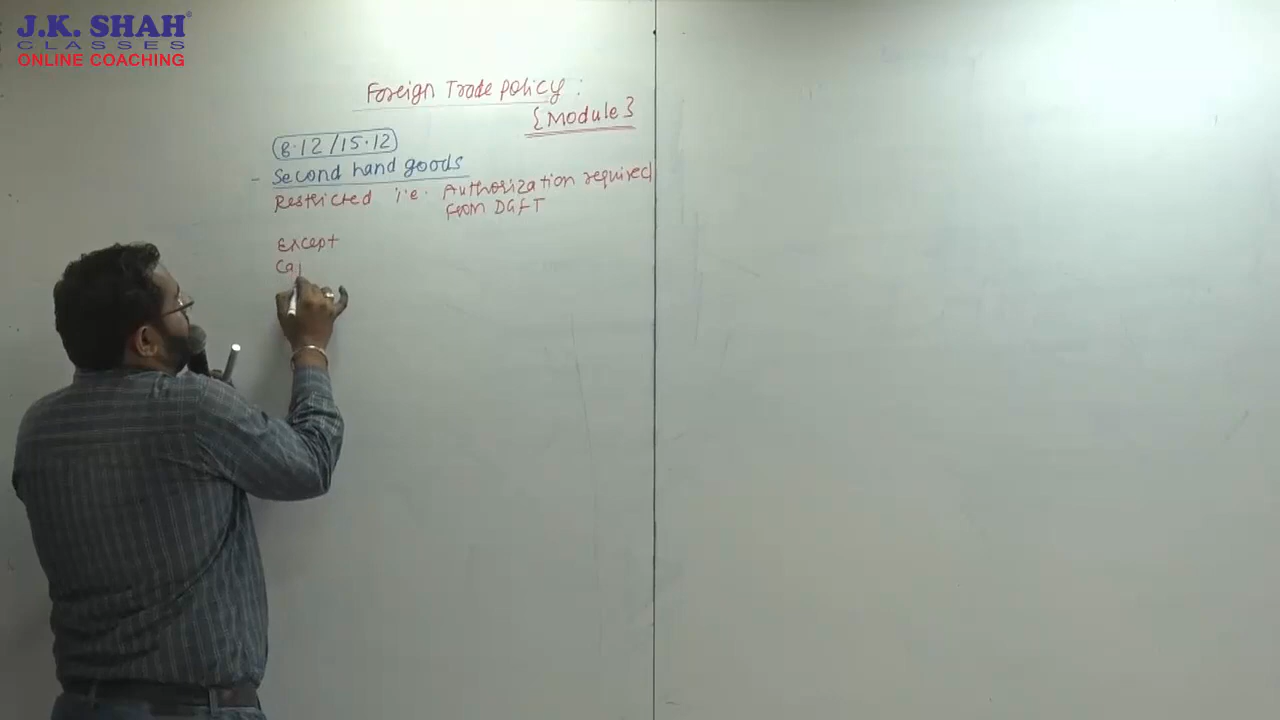 J.K. SHAH®
CLASSES
ONLINE COACHING
Foreign Trade Policy :
{Module}
8.12/15.12
- Second hand goods
Restricted i.e. Authorization required
from DGFT
Except
Ca